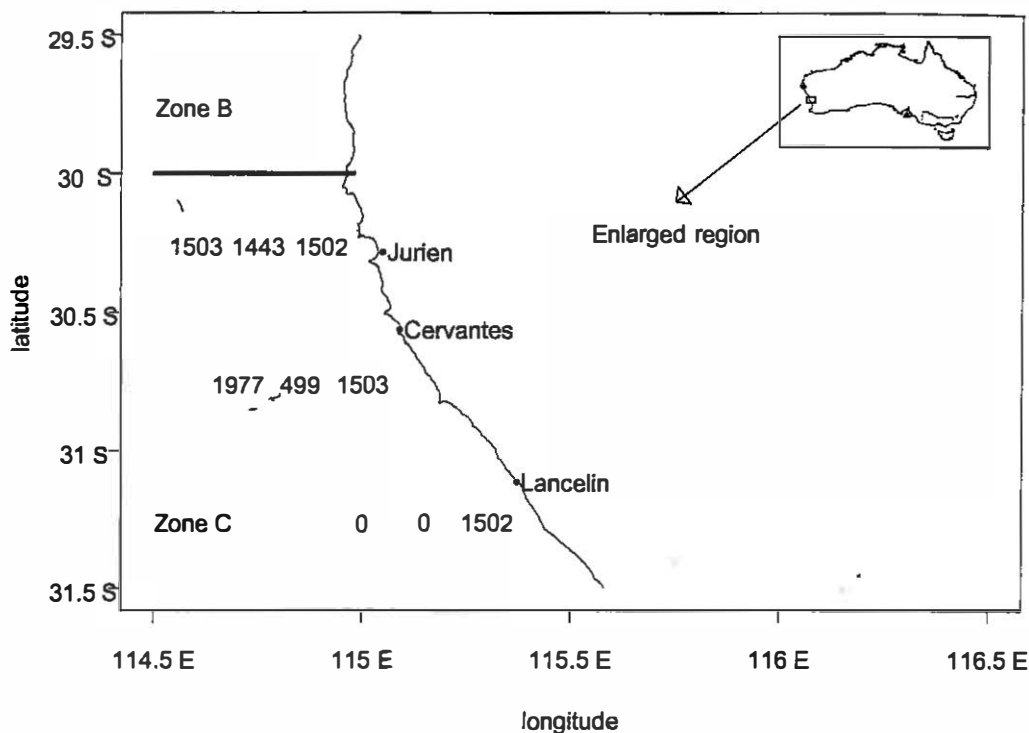 29.5 S
Zone B
30 S
Enlarged region
1503 1443 1502
Jurien
30.5 S
latitude
Cervantes
1977 499 1503
31 S
Lancelin
Zone C 0 0 1502
31.5 S
114.5 E 115 E 115.5 E 116 E 116.5 E
longitude